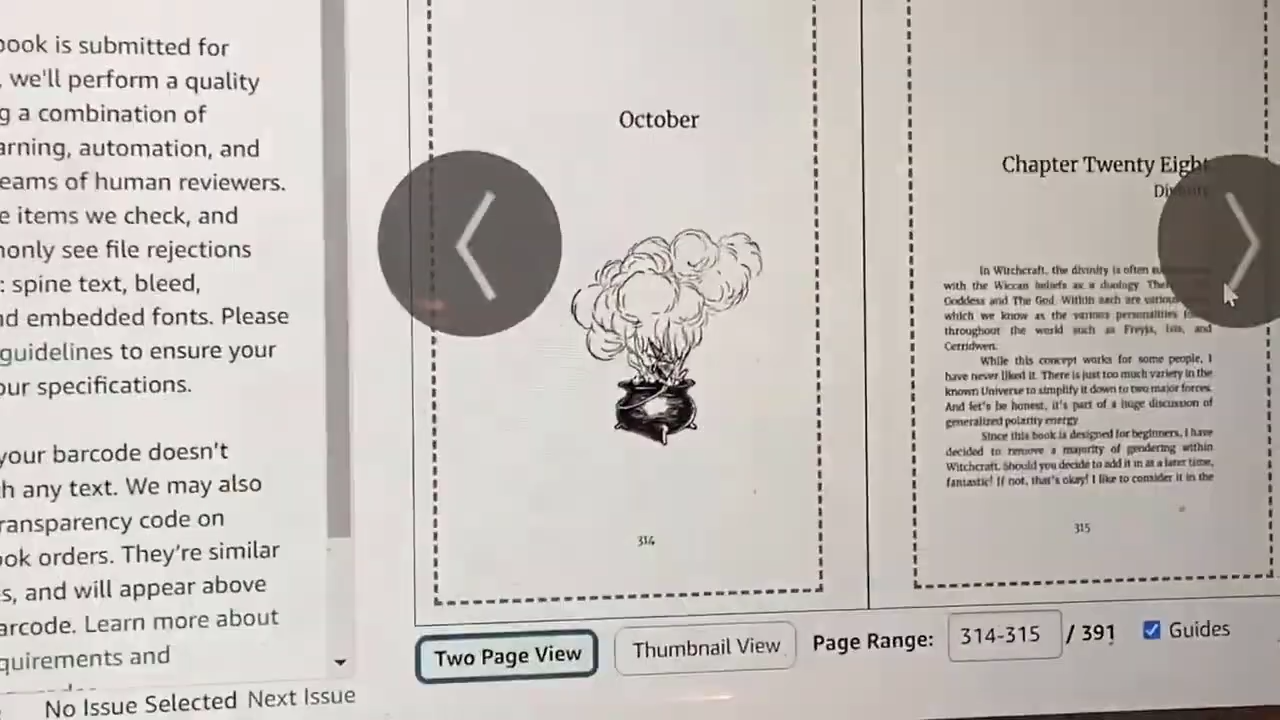 book is submitted for
, we'll perform a quality
g a combination of
arning, automation, and
eams of human reviewers.
e items we check, and
monly see file rejections
: spine text, bleed,
nd embedded fonts. Please
guidelines to ensure your
our specifications.
your barcode doesn't
h any text. We may also
ransparency code on
ook orders. They're similar
s, and will appear above
arcode. Learn more about
quirements and
No Issue Selected Next Issue
October
314
Chapter Twenty Eight
Divinity
In Witchcraft, the divinity is often
with the Wiccan beliefs as a duology.
Goddess and The God. Within each are various
which we know as the various personalities
throughout the world such as Freyja, Isis, and
Cerridwen.
While this concept works for some people, I
have never liked it. There is just too much variety in the
known Universe to simplify it down to two major forces.
And let's be honest, it's part of a huge discussion of
generalized polarity energy
Since this book is designed for beginners, I have
decided to remove a majority of gendering within
Witchcraft. Should you decide to add it in at a later time,
fantastic! If not, that's okay! I like to consider it in the
315
Two Page View Thumbnail View Page Range: 314-315 / 391 Guides